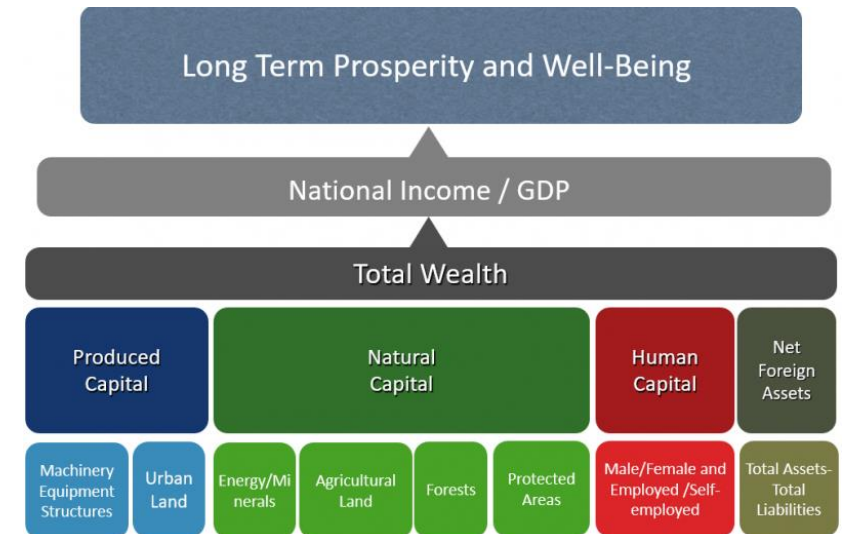 Long Term Prosperity and Well-Being
National Income / GDP
Total Wealth
Produced
Capital
Natural
Capital
Human
Capital
Net
Foreign
Assets
Machinery
Equipment
Structures
Urban
Land
Energy/Mi
nerals
Agricultural
Land
Forests
Protected
Areas
Male/Female and
Employed /Self-
employed
Total Assets-
Total
Liabilities